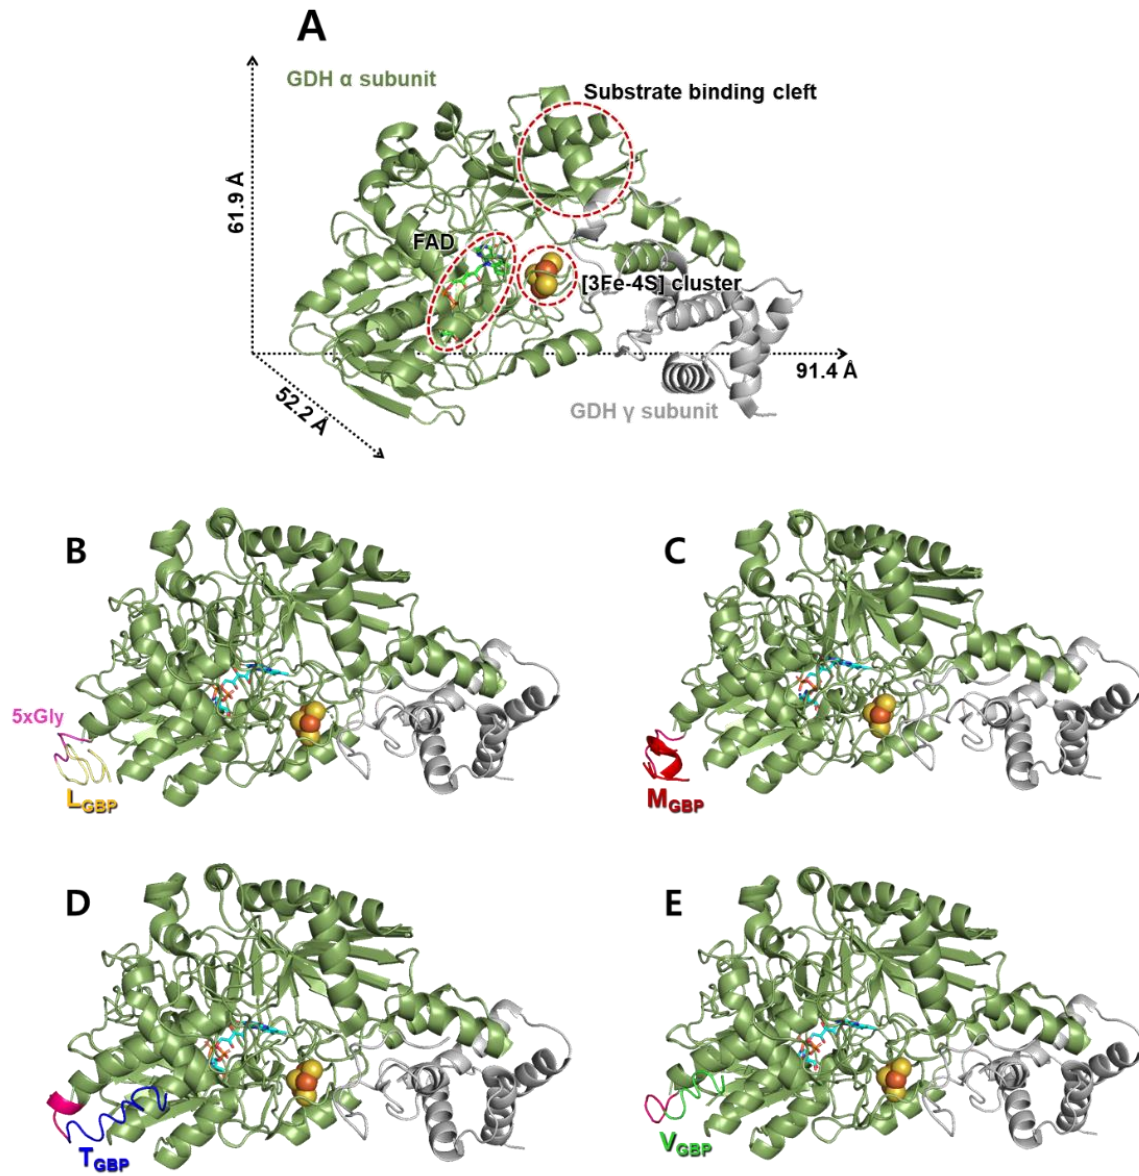 A
GDH α subunit
Substrate binding cleft
61.9 Å
FAD
[3Fe-4S] cluster
91.4 Å
52.2 Å
GDH γ subunit
B
C
5xGly
LGBP
MGBP
D
E
TGBP
VGBP